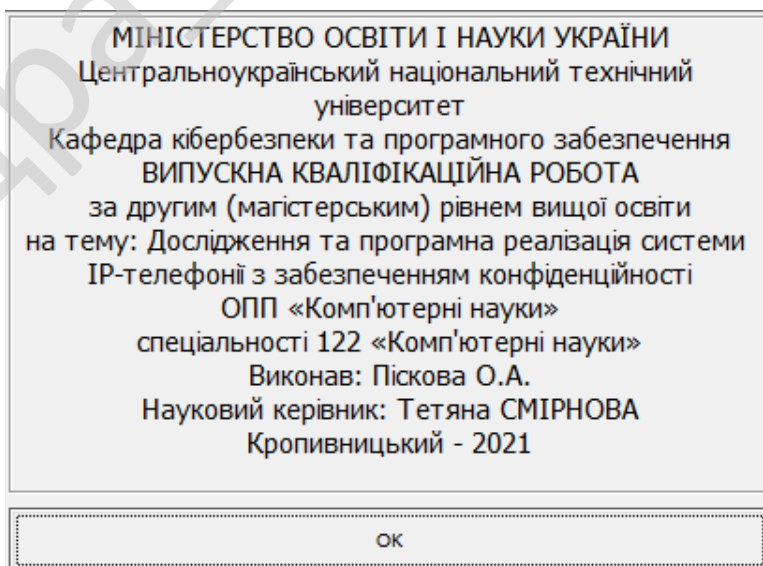 МІНІСТЕРСТВО ОСВІТИ І НАУКИ УКРАЇНИ
Центральноукраїнський національний технічний
університет
Кафедра кібербезпеки та програмного забезпечення
ВИПУСКНА КВАЛІФІКАЦІЙНА РОБОТА
за другим (магістерським) рівнем вищої освіти
на тему: Дослідження та програмна реалізація системи
IP-телефонії з забезпеченням конфіденційності
ОПП «Комп'ютерні науки»
спеціальності 122 «Комп'ютерні науки»
Виконав: Піскова О.А.
Науковий керівник: Тетяна СМІРНОВА
Кропивницький - 2021
ОК